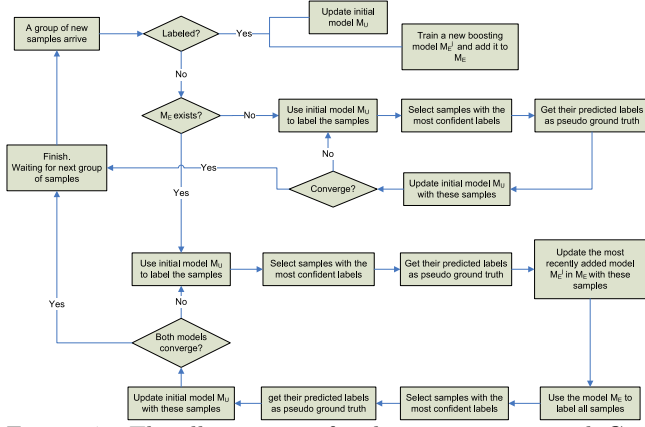 A group of new
samples arrive
Labeled?
Yes
Update initial
model MU
Train a new boosting
model MEi and add it to
ME
No
ME exists?
No
Use initial model MU
to label the samples
Select samples with the
most confident labels
Get their predicted labels
as pseudo ground truth
No
Finish.
Waiting for next group
of samples
Yes
Converge?
Update initial model MU
with these samples
Yes
Use initial model MU
to label the samples
Select samples with the
most confident labels
Get their predicted labels
as pseudo ground truth
Update the most
recently added model
MEi in ME with these
samples
Yes
No
Both models
converge?
Update initial model MU
with these samples
get their predicted labels
as pseudo ground truth
Select samples with the
most confident labels
Use the model ME to
label all samples